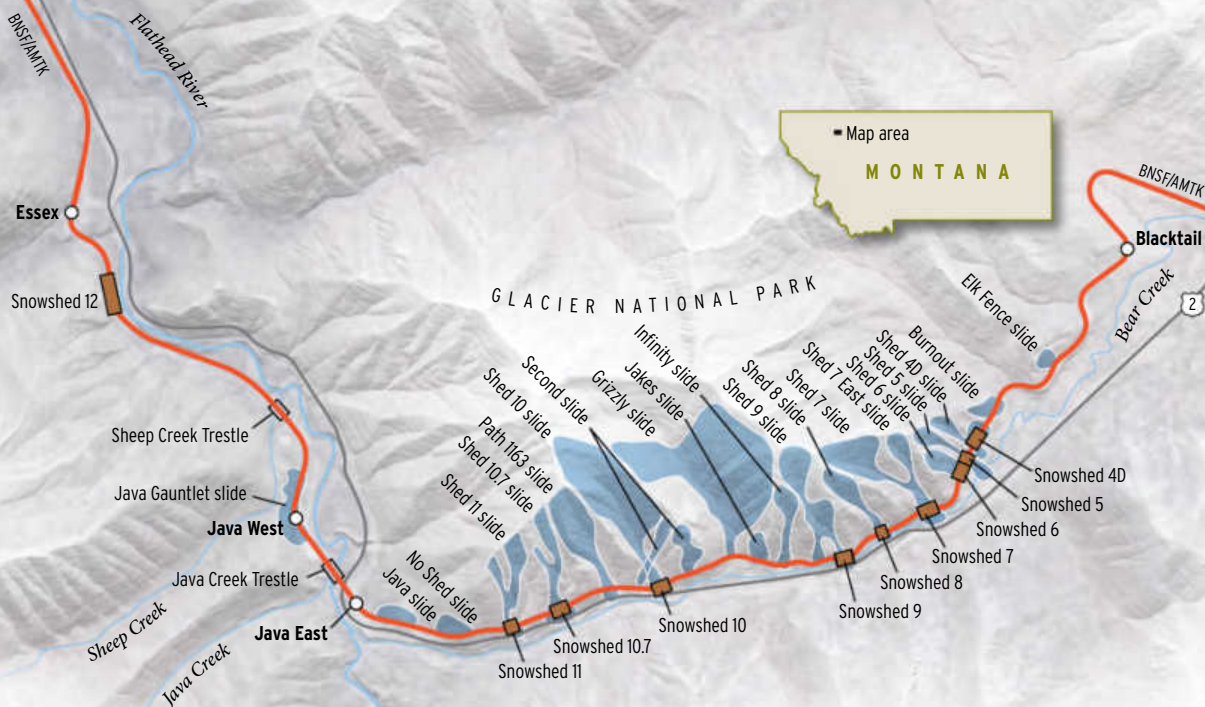 BNSF/AMTK
Flathead River
Map area
MONTANA
BNSF/AMTK
Essex
Blacktail
Snowshed 12
GLACIER NATIONAL PARK
Elk Fence slide
Bear Creek
2
Burnout slide
Shed 4D slide
Shed 5 slide
Shed 6 slide
Shed 7 East slide
Shed 7 slide
Shed 8 slide
Shed 9 slide
Infinity slide
Jakes slide
Grizzly slide
Second slide
Shed 10 slide
Path 1163 slide
Shed 10.7 slide
Shed 11 slide
Sheep Creek Trestle
Java Gauntlet slide
Java West
Java Creek Trestle
No Shed slide
Java slide
Java East
Sheep Creek
Java Creek
Snowshed 4D
Snowshed 5
Snowshed 6
Snowshed 7
Snowshed 8
Snowshed 9
Snowshed 10
Snowshed 10.7
Snowshed 11